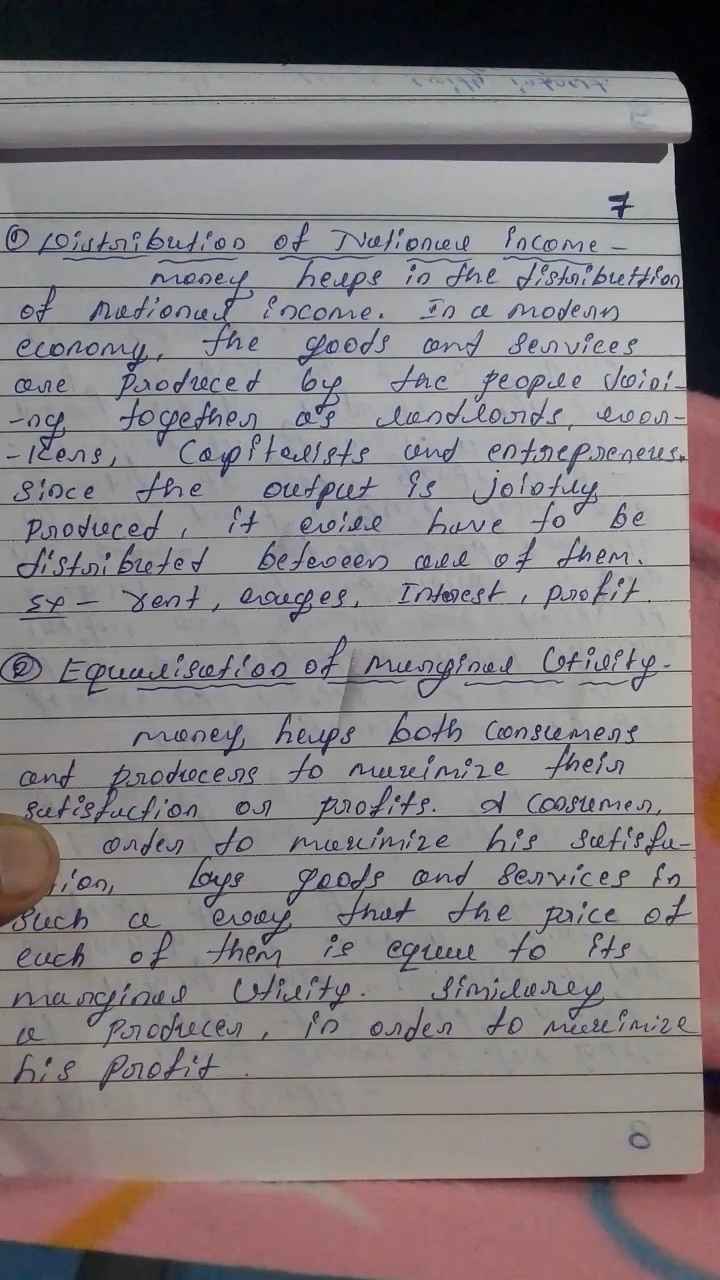 7
① Distribution of National income -
money helps in the distributtion
of national income. In a modern
economy, the goods and services
are produced by the people joini-
-ng together as landlords, wor-
-kers, Capitalists and entrepreneurs.
since the output is jointly
produced, it will have to be
distributed between all of them.
Ex - rent, wages, Interest, profit.
② Equalisation of marginal Utility -
money helps both consumers
and producers to maximize their
satisfaction or profits. A consumer,
order to maximize his satisfa-
tion, goods and services in
such a way that the price of
each of them is equal to its
marginal Utility. Similarey
a producer, in order to maximize
his profit.